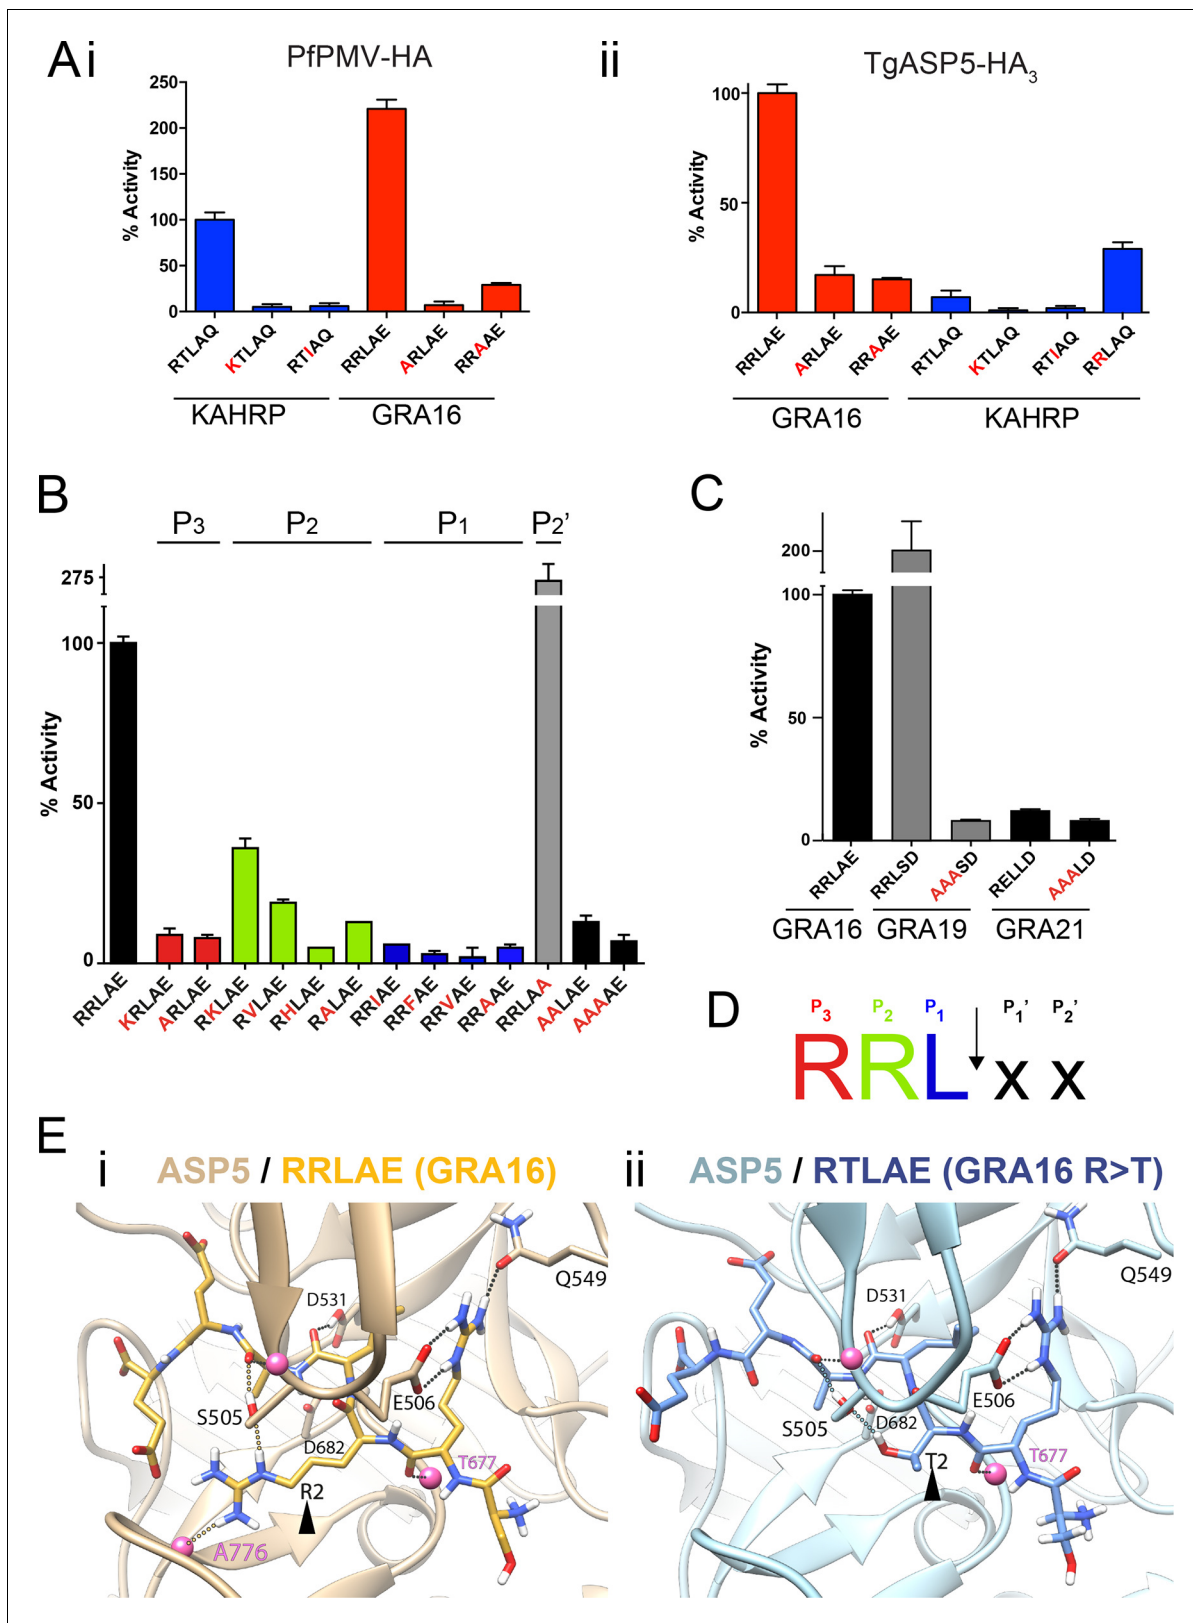 A i
PfPMV-HA
% Activity
250
200
150
100
50
0
RTLAQ
KTLAQ
RTIAQ
RRLAE
ARLAE
RRAAE
KAHRP
GRA16
ii
TgASP5-HA3
% Activity
100
50
0
RRLAE
ARLAE
RRAAE
RTLAQ
KTLAQ
RTIAQ
RRLAQ
GRA16
KAHRP
B
P3
P2
P1
P2'
% Activity
275
100
50
0
RRLAE
KRLAE
ARLAE
RKLAE
RVLAE
RHLAE
RALAE
RRIAE
RRFAE
RRVAE
RRAAE
RRLAA
AALAE
AAAAE
C
% Activity
200
100
50
0
RRLAE
RRLSD
AAASD
RELLD
AAALD
GRA16
GRA19
GRA21
D
P3 P2 P1 P1' P2'
RRL x x
E
i ASP5 / RRLAE (GRA16)
Q549
D531
E506
S505
D682
T677
R2
A776
ii ASP5 / RTLAE (GRA16 R>T)
Q549
D531
E506
S505
D682
T677
T2